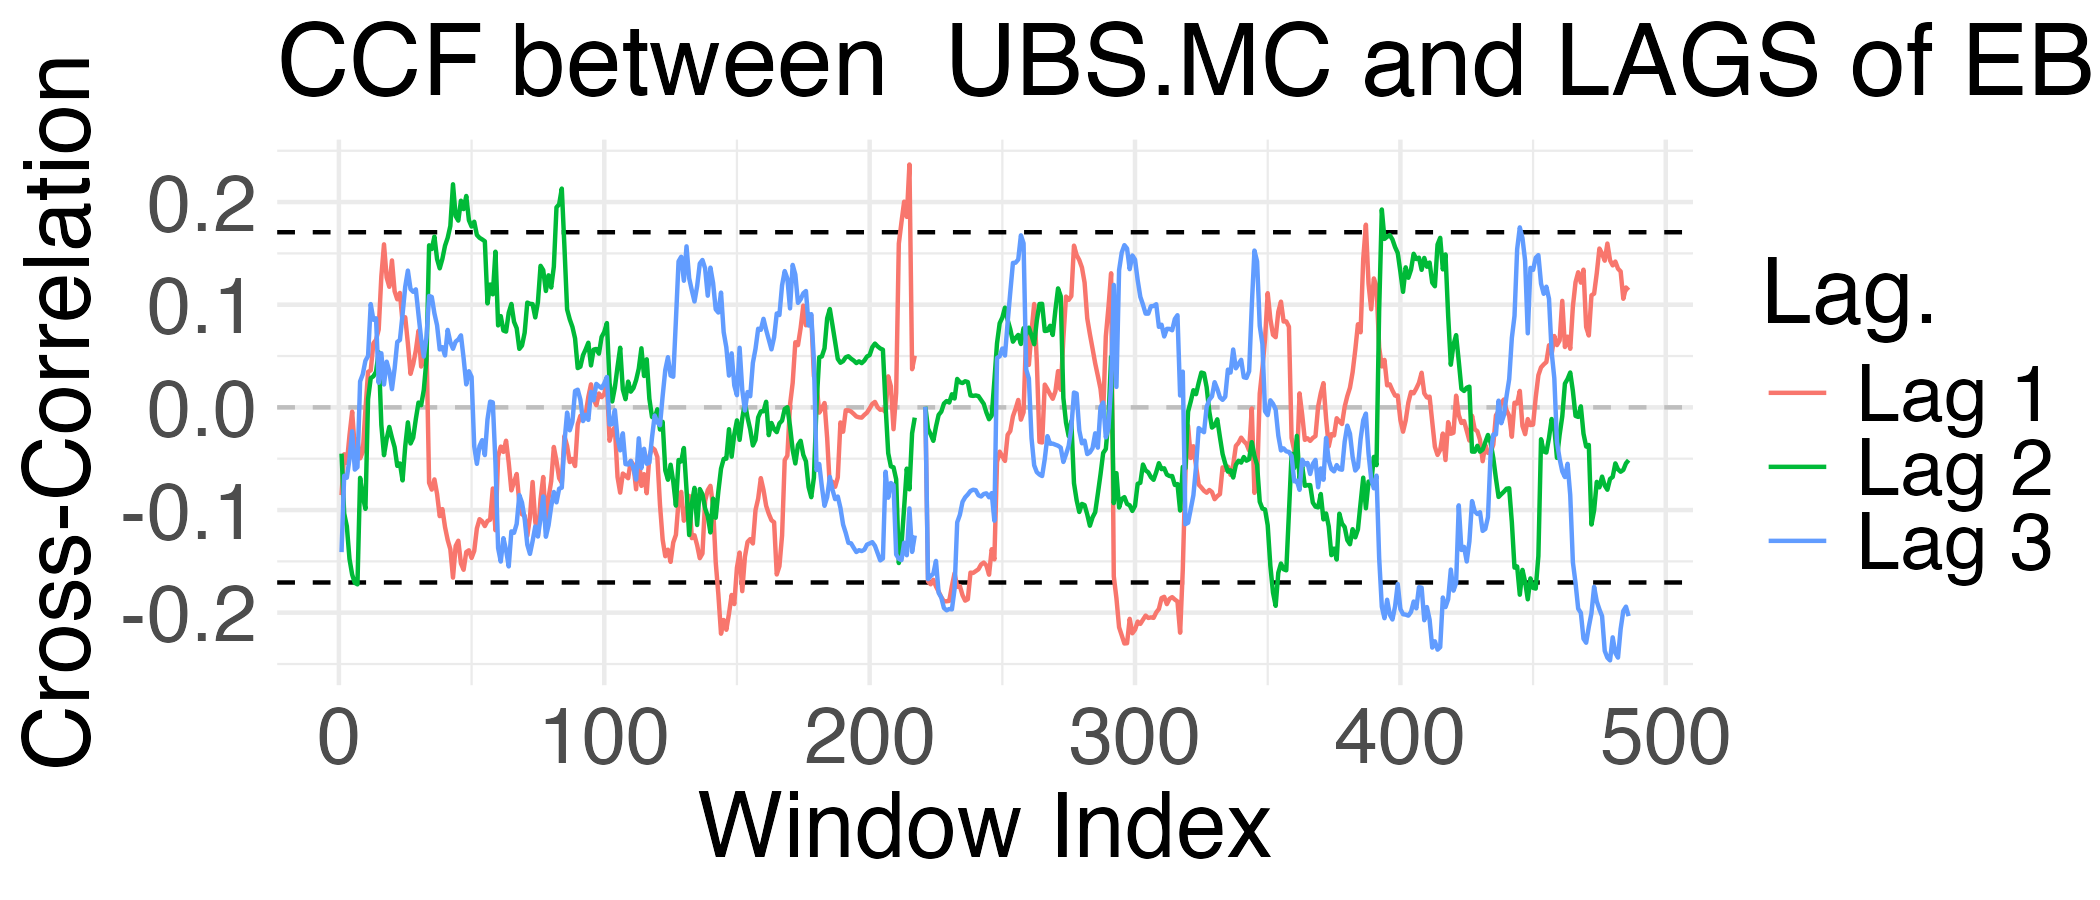 CCF between  UBS.MC and LAGS of EB
Cross-Correlation
0.2
0.1
0.0
-0.1
-0.2
0 100 200 300 400 500
Window Index
Lag.
Lag 1
Lag 2
Lag 3